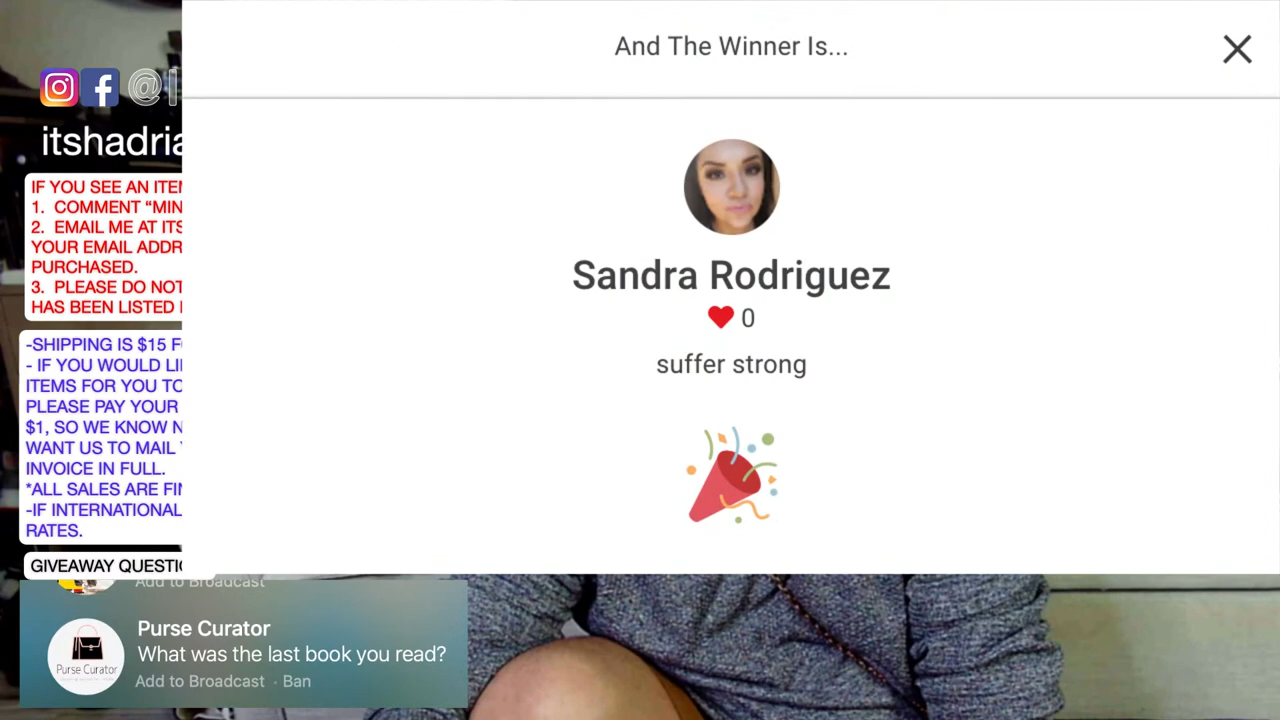 And The Winner Is...
itshadria
IF YOU SEE AN ITEM
1. COMMENT “MIN
2. EMAIL ME AT ITS
YOUR EMAIL ADDR
PURCHASED.
3. PLEASE DO NOT
HAS BEEN LISTED
-SHIPPING IS $15 F
- IF YOU WOULD LI
ITEMS FOR YOU TO
PLEASE PAY YOUR
$1, SO WE KNOW N
WANT US TO MAIL
INVOICE IN FULL.
*ALL SALES ARE FIN
-IF INTERNATIONAL
RATES.
GIVEAWAY QUESTIO
Sandra Rodriguez
0
suffer strong
Add to Broadcast
Purse Curator
What was the last book you read?
Add to Broadcast · Ban
Purse Curator